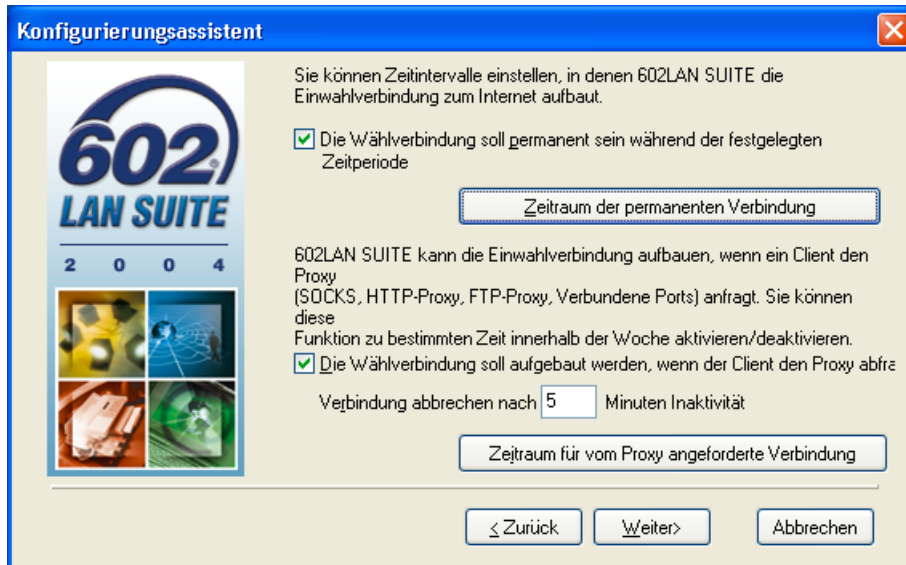 Konfigurierungsassistent
602
LAN SUITE
2 0 0 4
Sie können Zeitintervalle einstellen, in denen 602LAN SUITE die
Einwahlverbindung zum Internet aufbaut.
Die Wählverbindung soll permanent sein während der festgelegten
Zeitperiode
Zeitraum der permanenten Verbindung
602LAN SUITE kann die Einwahlverbindung aufbauen, wenn ein Client den
Proxy
(SOCKS, HTTP-Proxy, FTP-Proxy, Verbundene Ports) anfragt. Sie können
diese
Funktion zu bestimmten Zeit innerhalb der Woche aktivieren/deaktivieren.
Die Wählverbindung soll aufgebaut werden, wenn der Client den Proxy abfra
Verbindung abbrechen nach 5 Minuten Inaktivität
Zeitraum für vom Proxy angeforderte Verbindung
< Zurück Weiter> Abbrechen